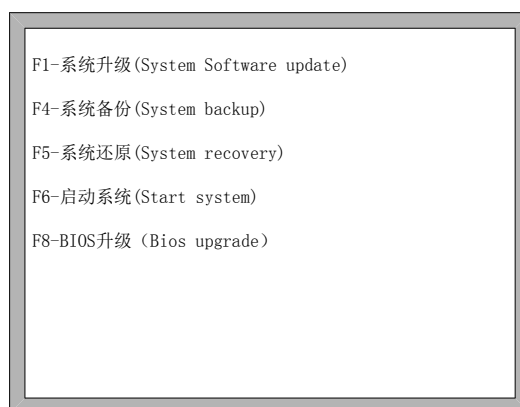 F1-系统升级(System Software update)
F4-系统备份(System backup)
F5-系统还原(System recovery)
F6-启动系统(Start system)
F8-BIOS升级（Bios upgrade）